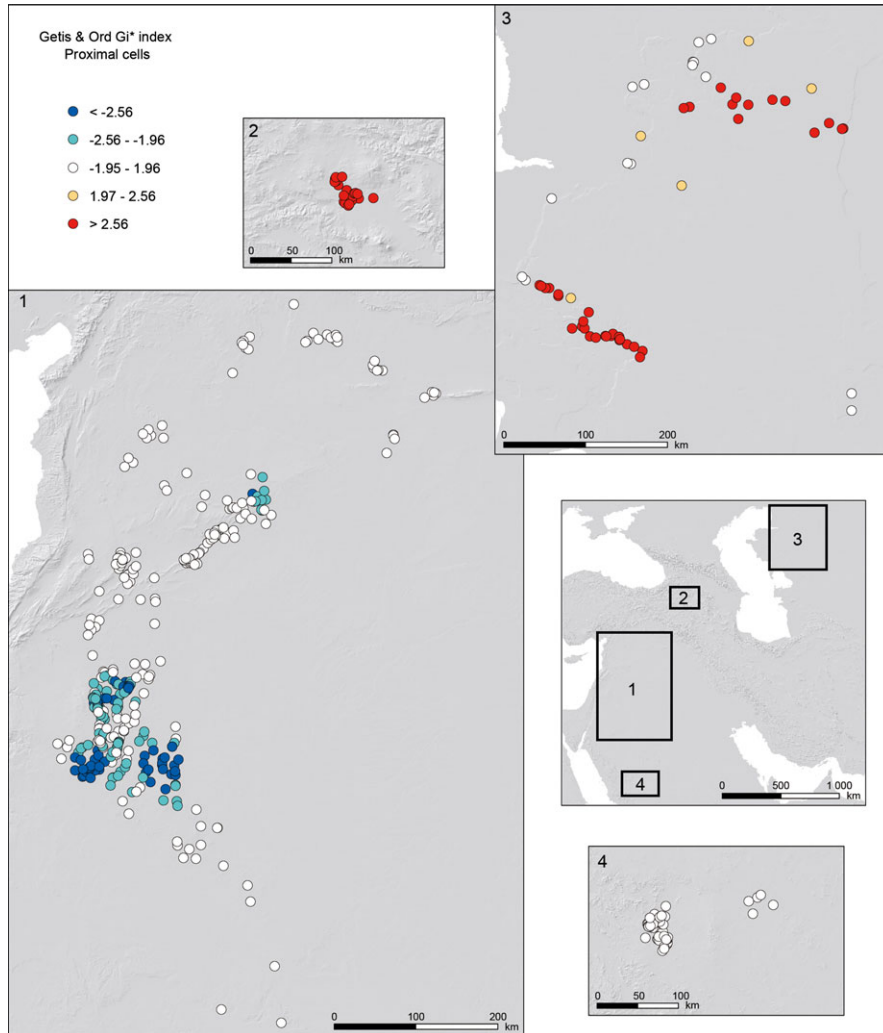 Getis & Ord Gi* index
Proximal cells
< -2.56
-2.56 - -1.96
-1.95 - 1.96
1.97 - 2.56
> 2.56
2
0 50 100
km
3
0 100 200
km
1
0 100 200
km
3
2
1
4
0 500 1 000
km
4
0 50 100
km